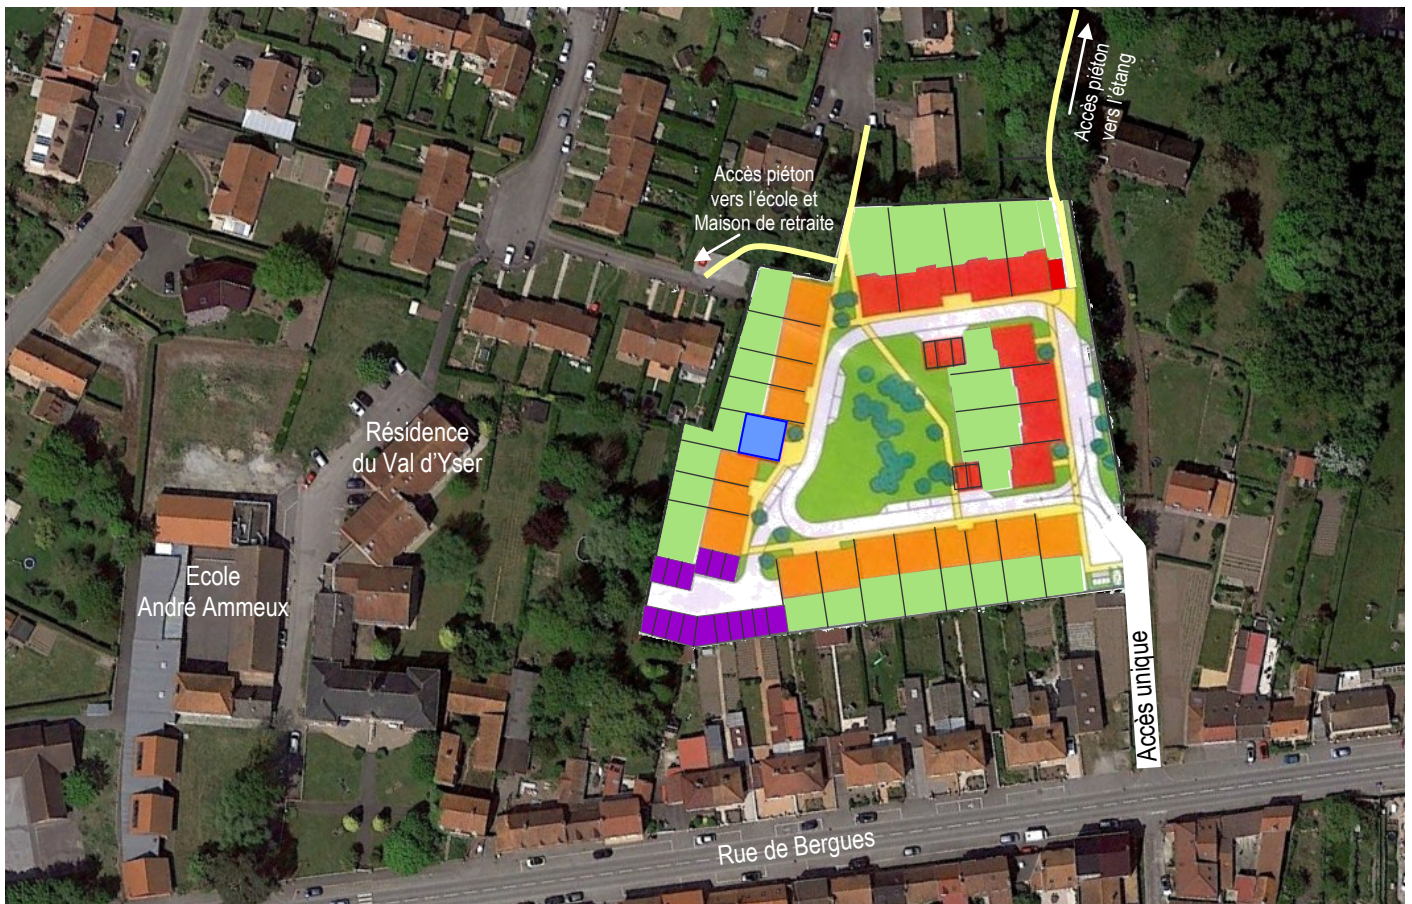 Accès piéton
vers l'étang
Accès piéton
vers l'école et
Maison de retraite
Résidence
du Val d'Yser
Ecole
André Ammeux
Accès unique
Rue de Bergues